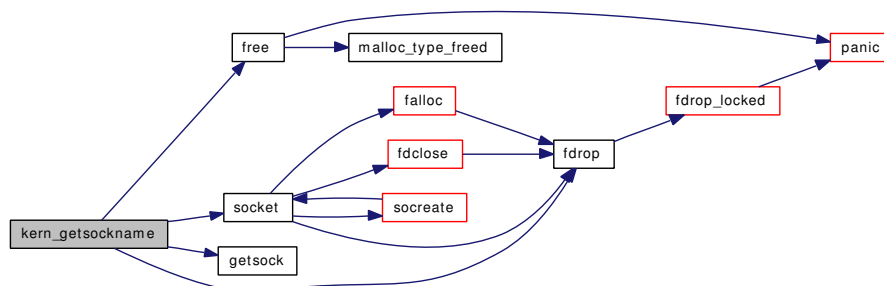 free
malloc_type_freed
panic
falloc
fdrop_locked
fdclose
fdrop
socket
socreate
kern_getsockname
getsock